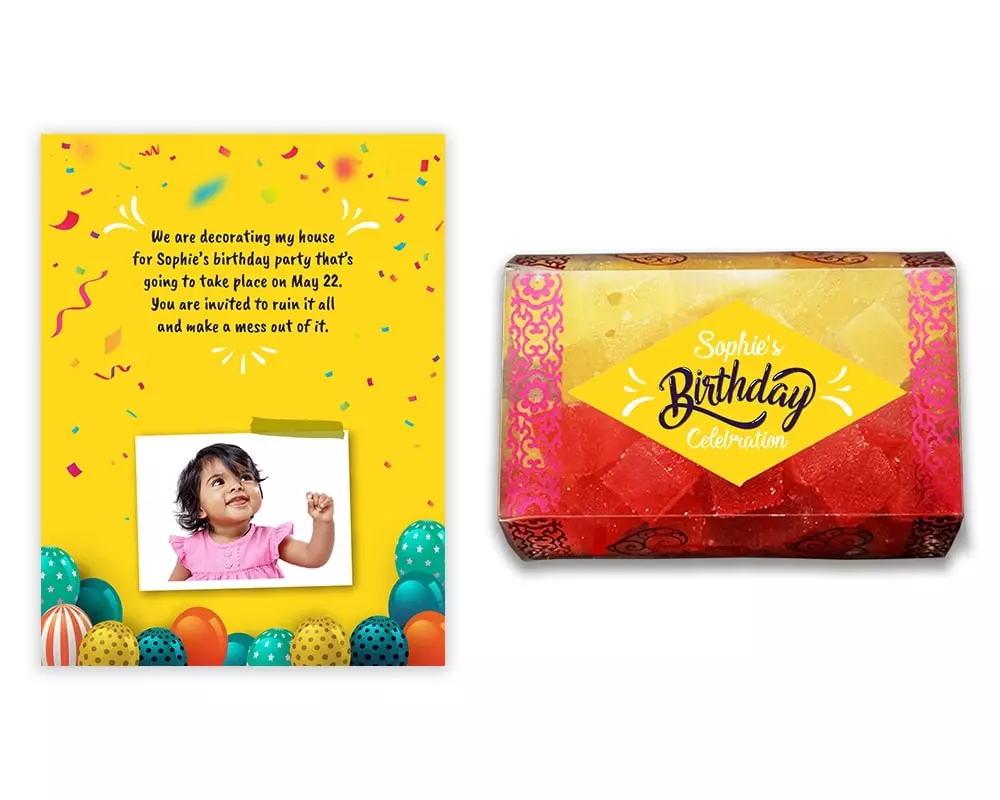 We are decorating my house
for Sophie's birthday party that's
going to take place on May 22.
You are invited to ruin it all
and make a mess out of it.
Sophie's
Birthday
Celebration